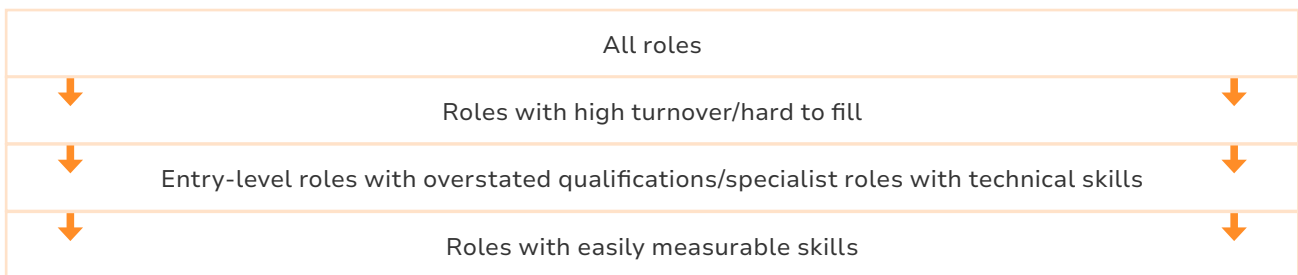 All roles
Roles with high turnover/hard to fill
Entry-level roles with overstated qualifications/specialist roles with technical skills
Roles with easily measurable skills